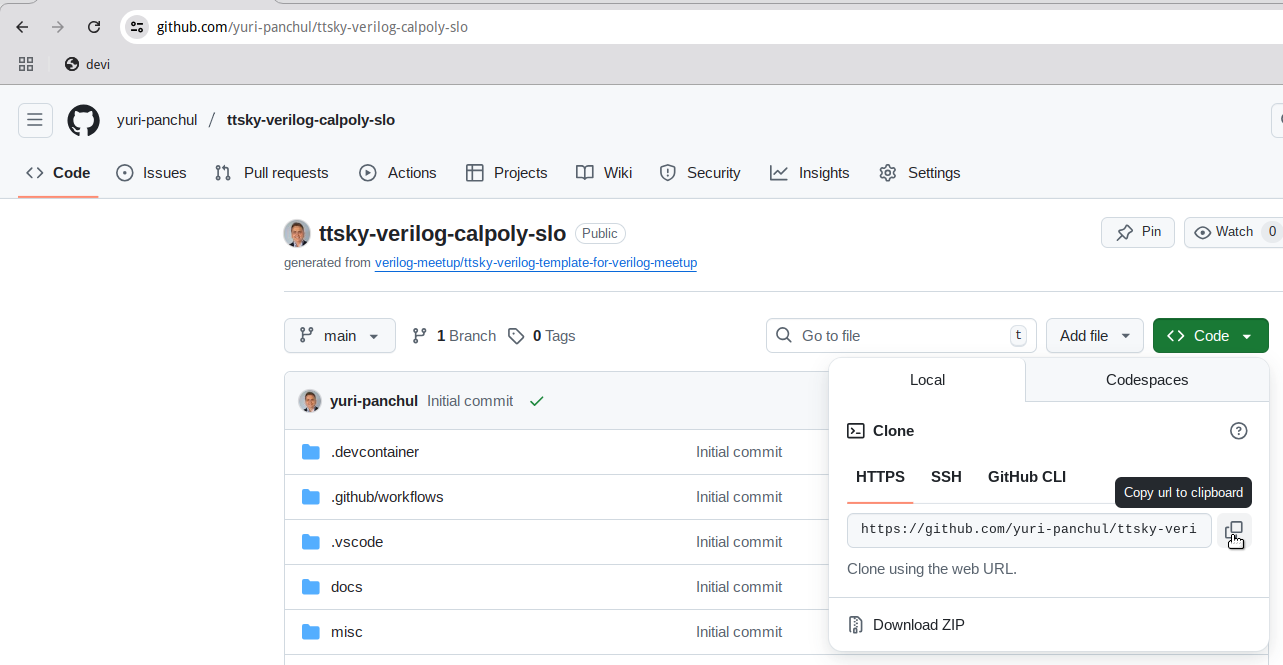 github.com/yuri-panchul/ttsky-verilog-calpoly-slo
devi
yuri-panchul / ttsky-verilog-calpoly-slo
Code Issues Pull requests Actions Projects Wiki Security Insights Settings
ttsky-verilog-calpoly-slo Public Pin Watch 0
generated from verilog-meetup/ttsky-verilog-template-for-verilog-meetup
main 1 Branch 0 Tags Go to file t Add file Code
Local Codespaces
yuri-panchul Initial commit
Clone
.devcontainer Initial commit
HTTPS SSH GitHub CLI
Copy url to clipboard
.github/workflows Initial commit
https://github.com/yuri-panchul/ttsky-veri
.vscode Initial commit
Clone using the web URL.
docs Initial commit
Download ZIP
misc Initial commit